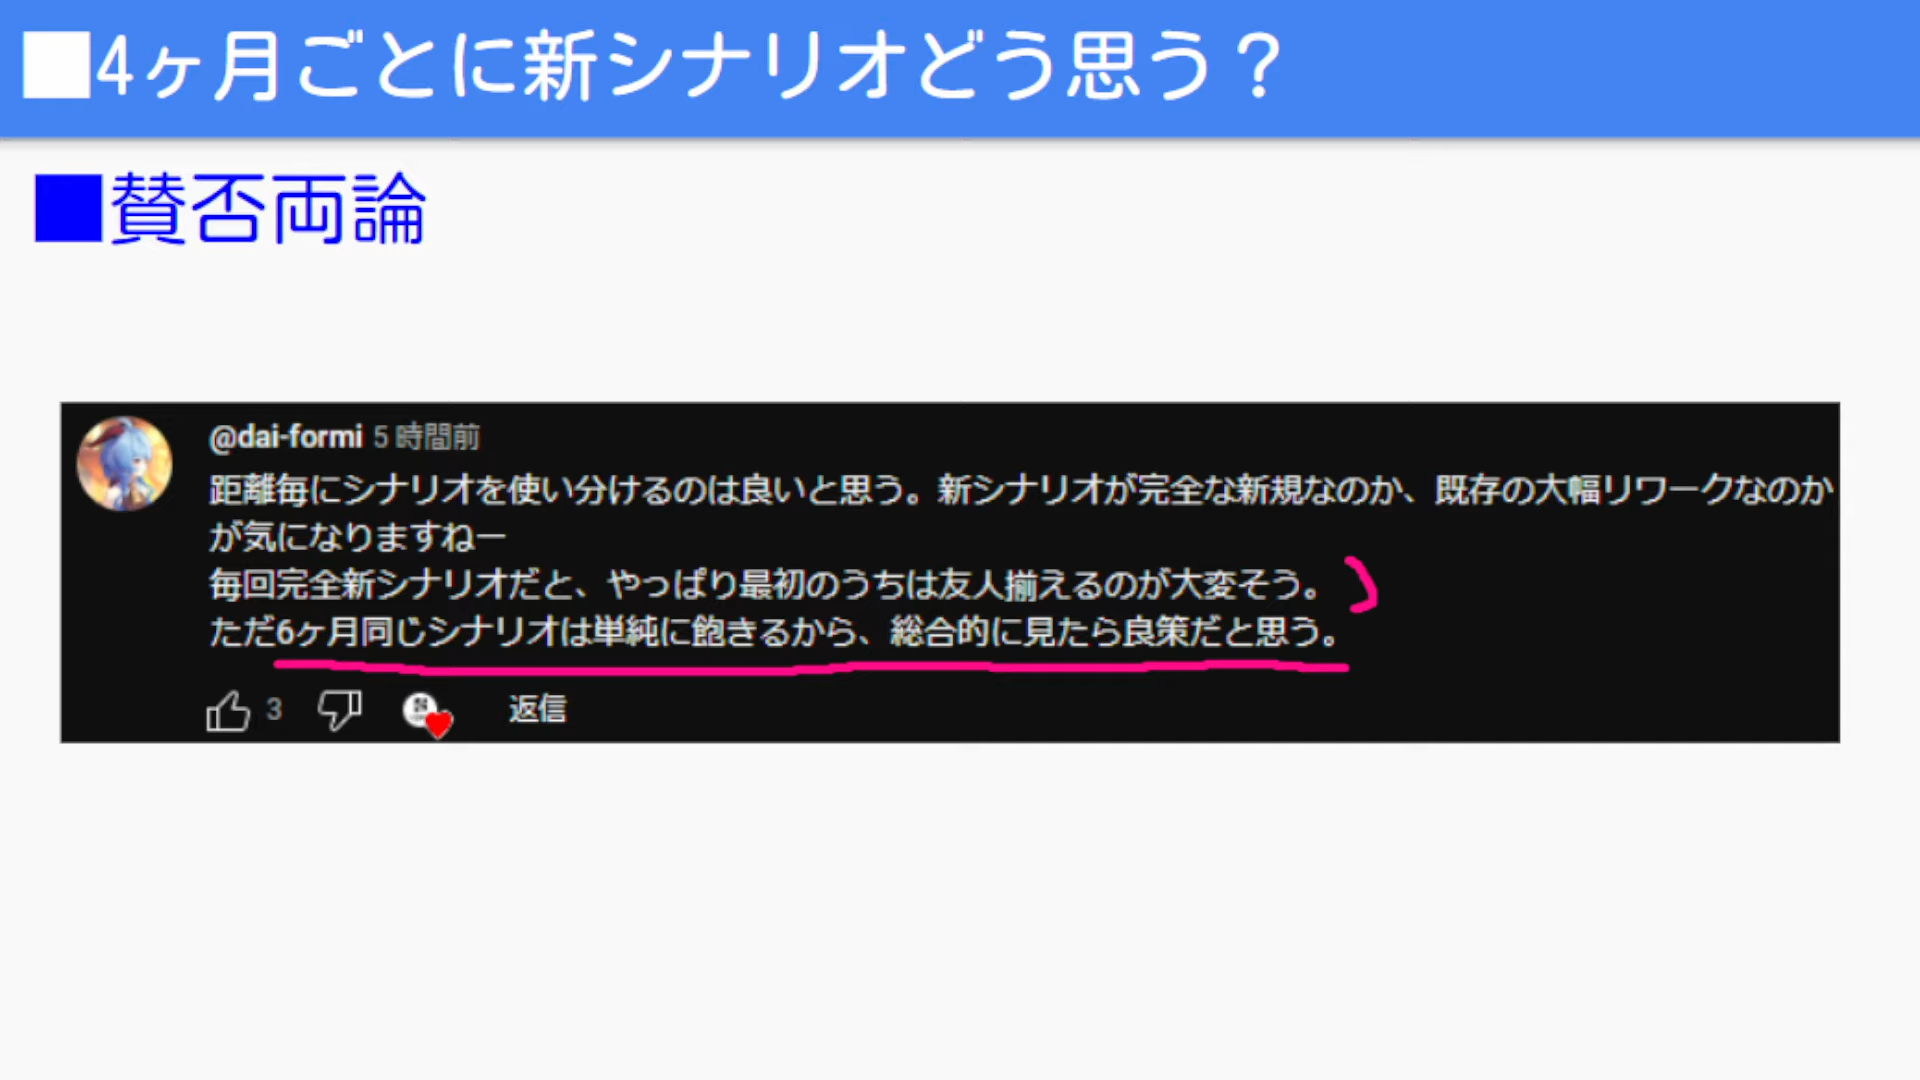 ■4ヶ月ごとに新シナリオどう思う？
■賛否両論
@dai-formi 5 時間前
距離毎にシナリオを使い分けるのは良いと思う。新シナリオが完全な新規なのか、既存の大幅リワークなのか
が気になりますねー
毎回完全新シナリオだと、やっぱり最初のうちは友人揃えるのが大変そう。
ただ6ヶ月同じシナリオは単純に飽きるから、総合的に見たら良策だと思う。
3 返信